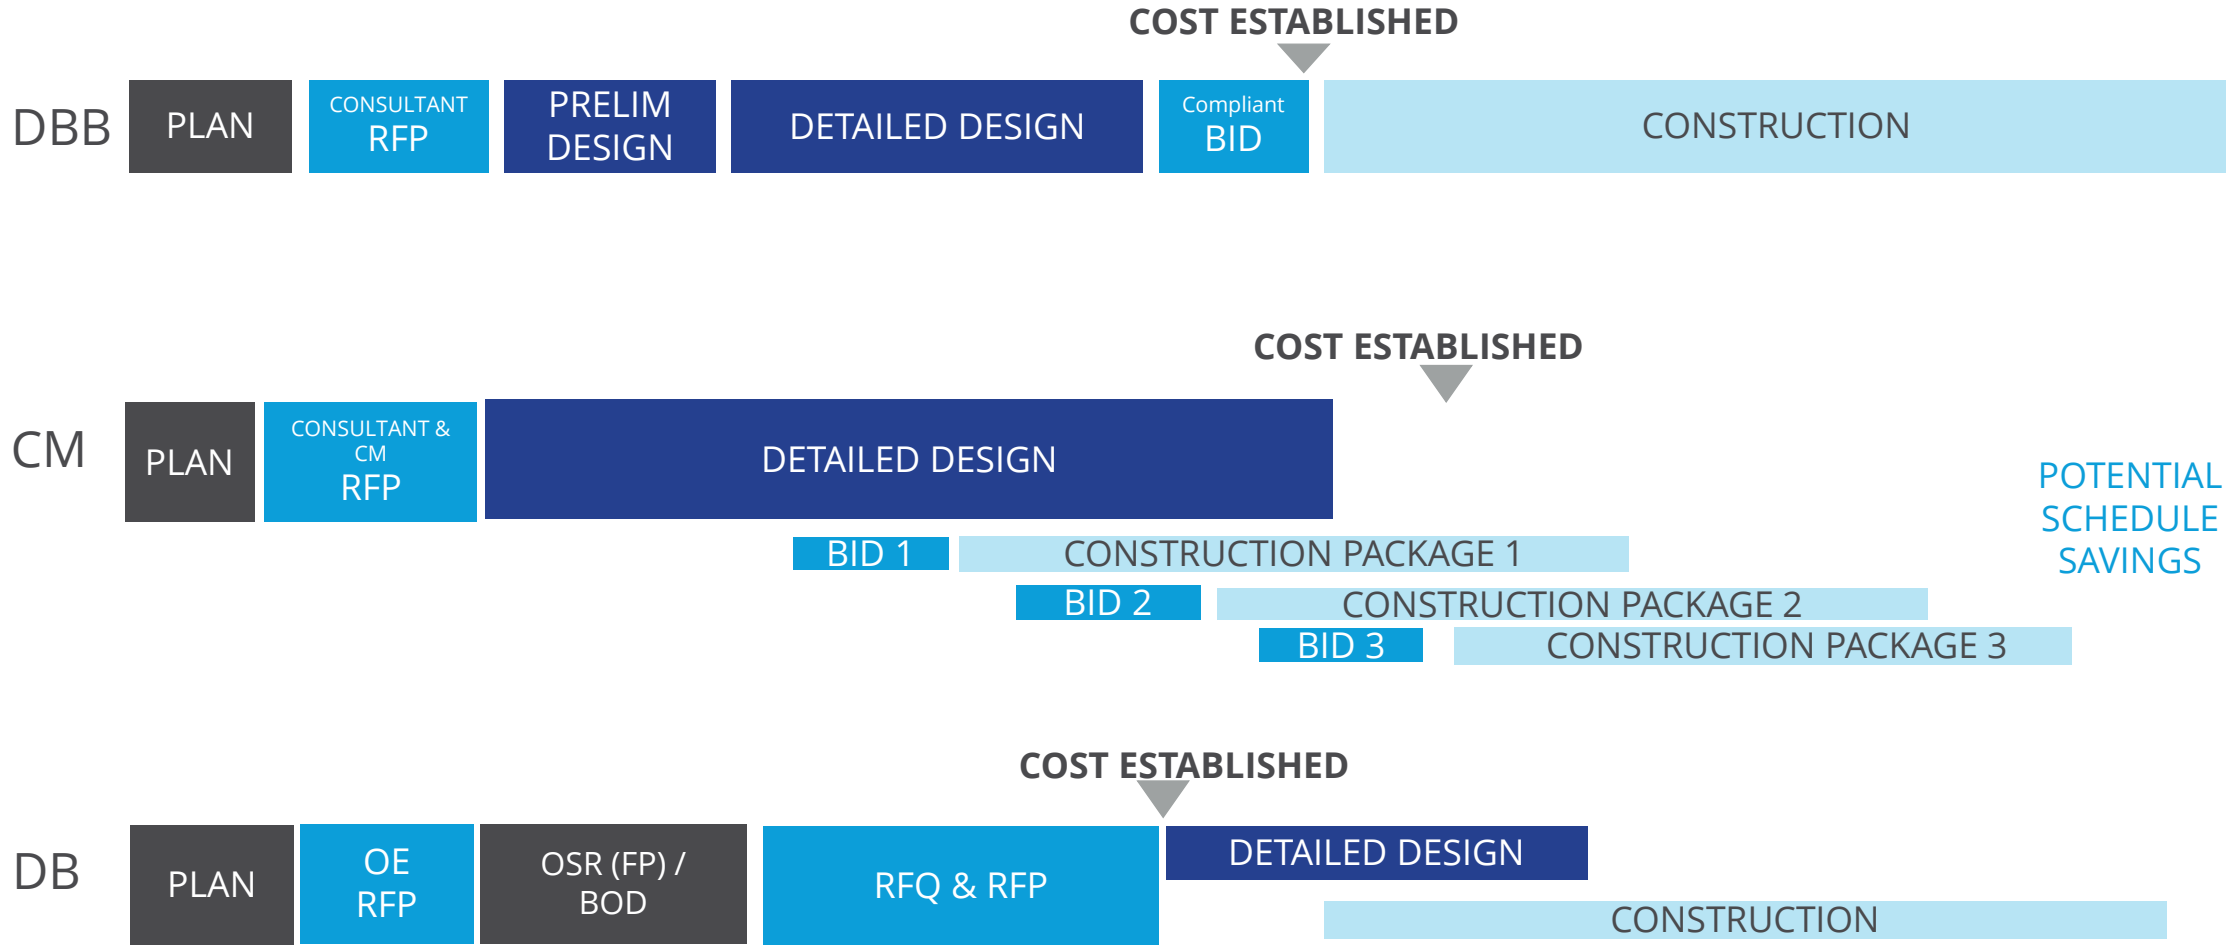 COST ESTABLISHED
DBB
PLAN
CONSULTANT
RFP
PRELIM
DESIGN
DETAILED DESIGN
Compliant
BID
CONSTRUCTION
COST ESTABLISHED
CM
PLAN
CONSULTANT &
CM
RFP
DETAILED DESIGN
POTENTIAL
SCHEDULE
SAVINGS
BID 1
CONSTRUCTION PACKAGE 1
BID 2
CONSTRUCTION PACKAGE 2
BID 3
CONSTRUCTION PACKAGE 3
COST ESTABLISHED
DB
PLAN
OE
RFP
OSR (FP) /
BOD
RFQ & RFP
DETAILED DESIGN
CONSTRUCTION